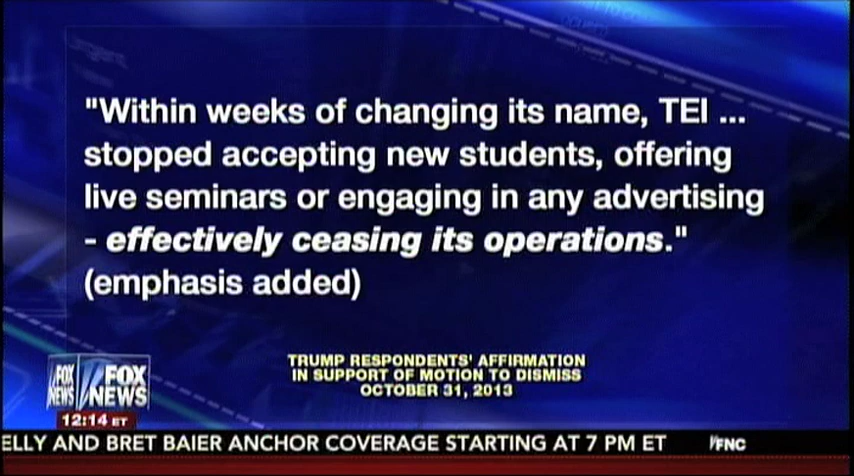 "Within weeks of changing its name, TEI ...
stopped accepting new students, offering
live seminars or engaging in any advertising
- effectively ceasing its operations."
(emphasis added)
TRUMP RESPONDENTS' AFFIRMATION
IN SUPPORT OF MOTION TO DISMISS
OCTOBER 31, 2013
FOX
NEWS
FOX
NEWS
12:14 ET
ELLY AND BRET BAIER ANCHOR COVERAGE STARTING AT 7 PM ET
FNC